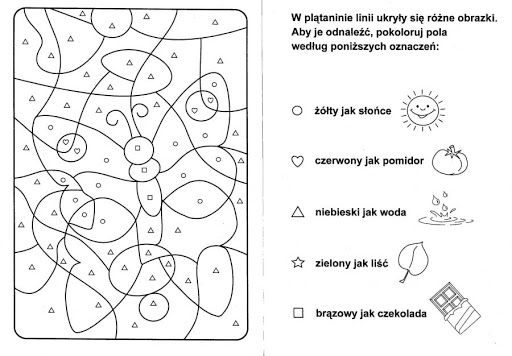 W plątaninie linii ukryły się różne obrazki.
Aby je odnaleźć, pokoloruj pola
według poniższych oznaczeń:
żółty jak słońce
czerwony jak pomidor
niebieski jak woda
zielony jak liść
brązowy jak czekolada